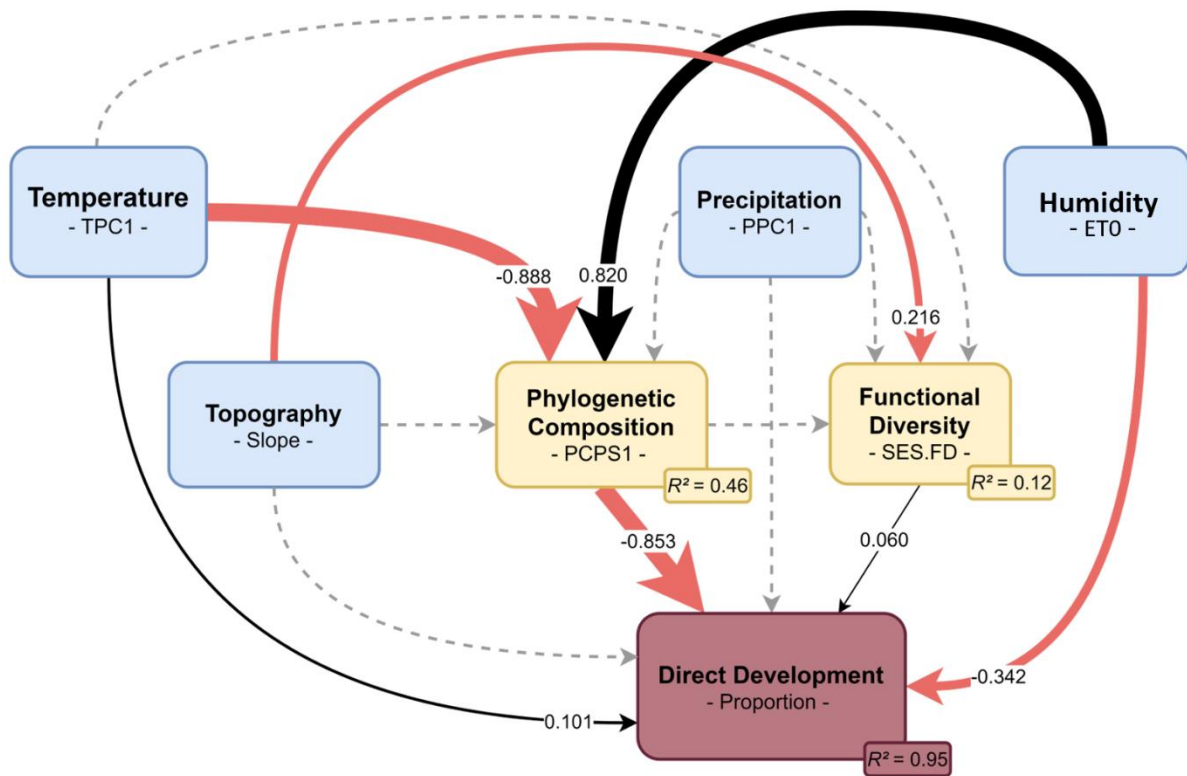 Temperature
- TPC1 -
Precipitation
- PPC1 -
Humidity
- ET0 -
-0.888
0.820
0.216
Topography
- Slope -
Phylogenetic
Composition
- PCPS1 -
R² = 0.46
Functional
Diversity
- SES.FD -
R² = 0.12
-0.853
0.060
Direct Development
- Proportion -
R² = 0.95
0.101
-0.342